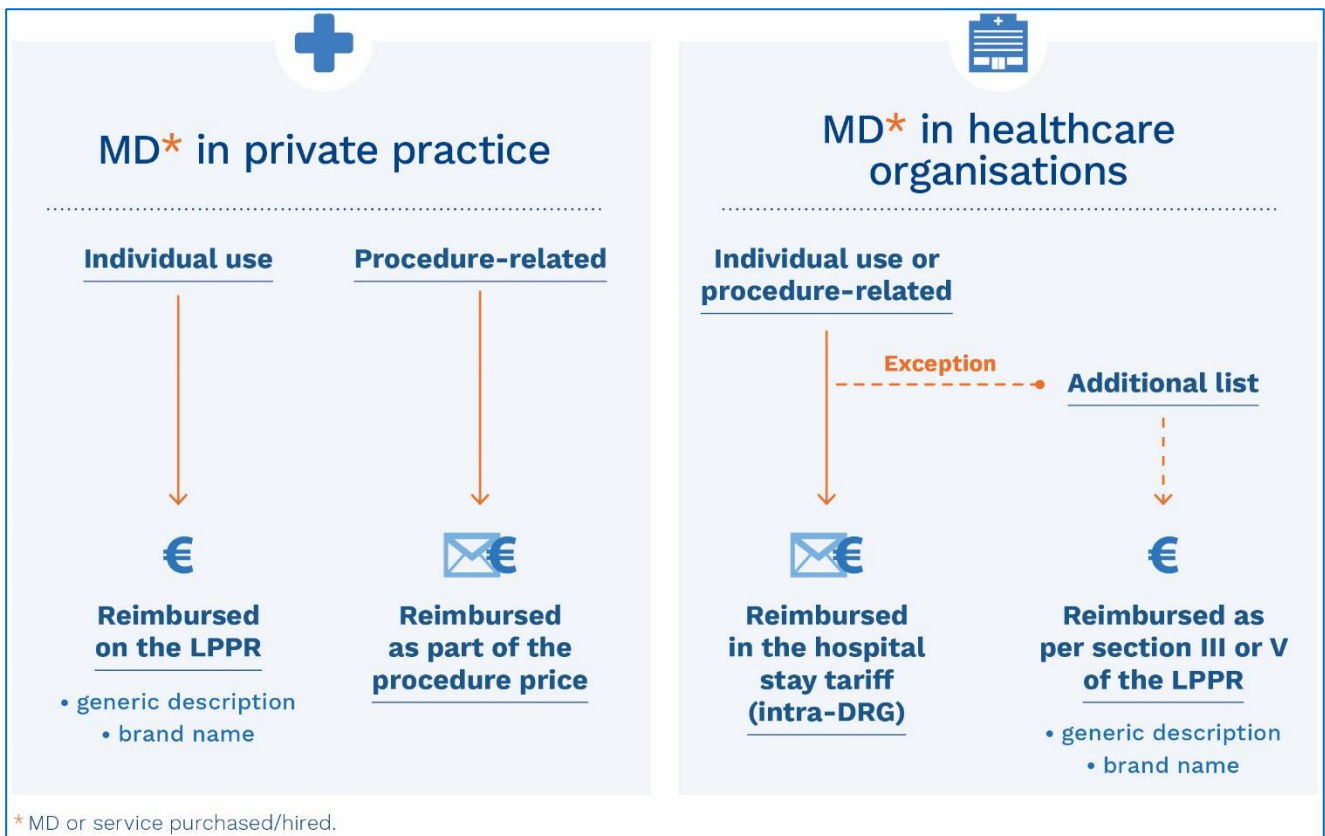 MD* in private practice
Individual use
Procedure-related
€
Reimbursed
on the LPPR
• generic description
• brand name
€
Reimbursed
as part of the
procedure price
MD* in healthcare
organisations
Individual use or
procedure-related
Exception
Additional list
€
Reimbursed
in the hospital
stay tariff
(intra-DRG)
€
Reimbursed as
per section III or V
of the LPPR
• generic description
• brand name
* MD or service purchased/hired.